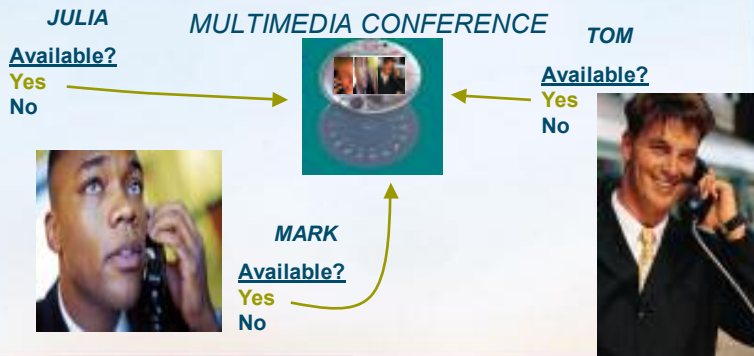 MULTIMEDIA CONFERENCE
JULIA
Available?
Yes
No
TOM
Available?
Yes
No
MARK
Available?
Yes
No